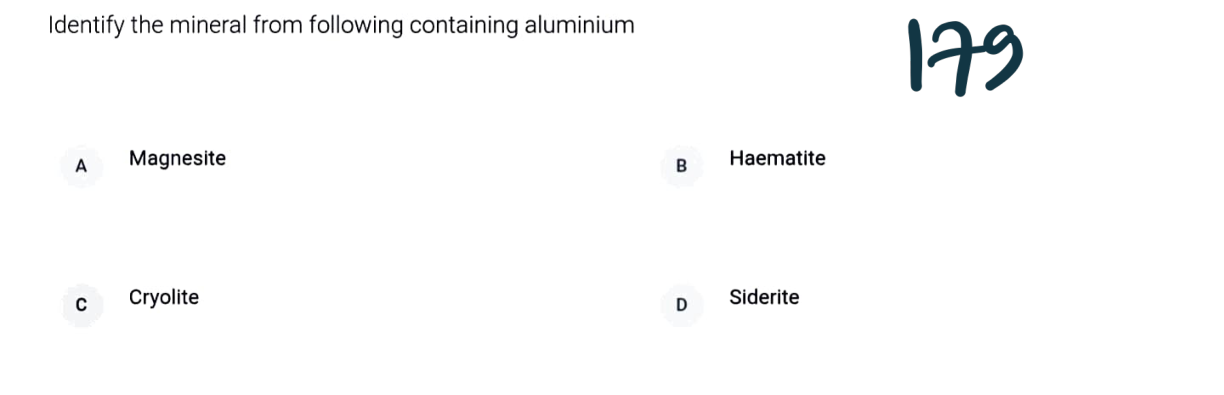 Identify the mineral from following containing aluminium
179
A Magnesite
B Haematite
C Cryolite
D Siderite